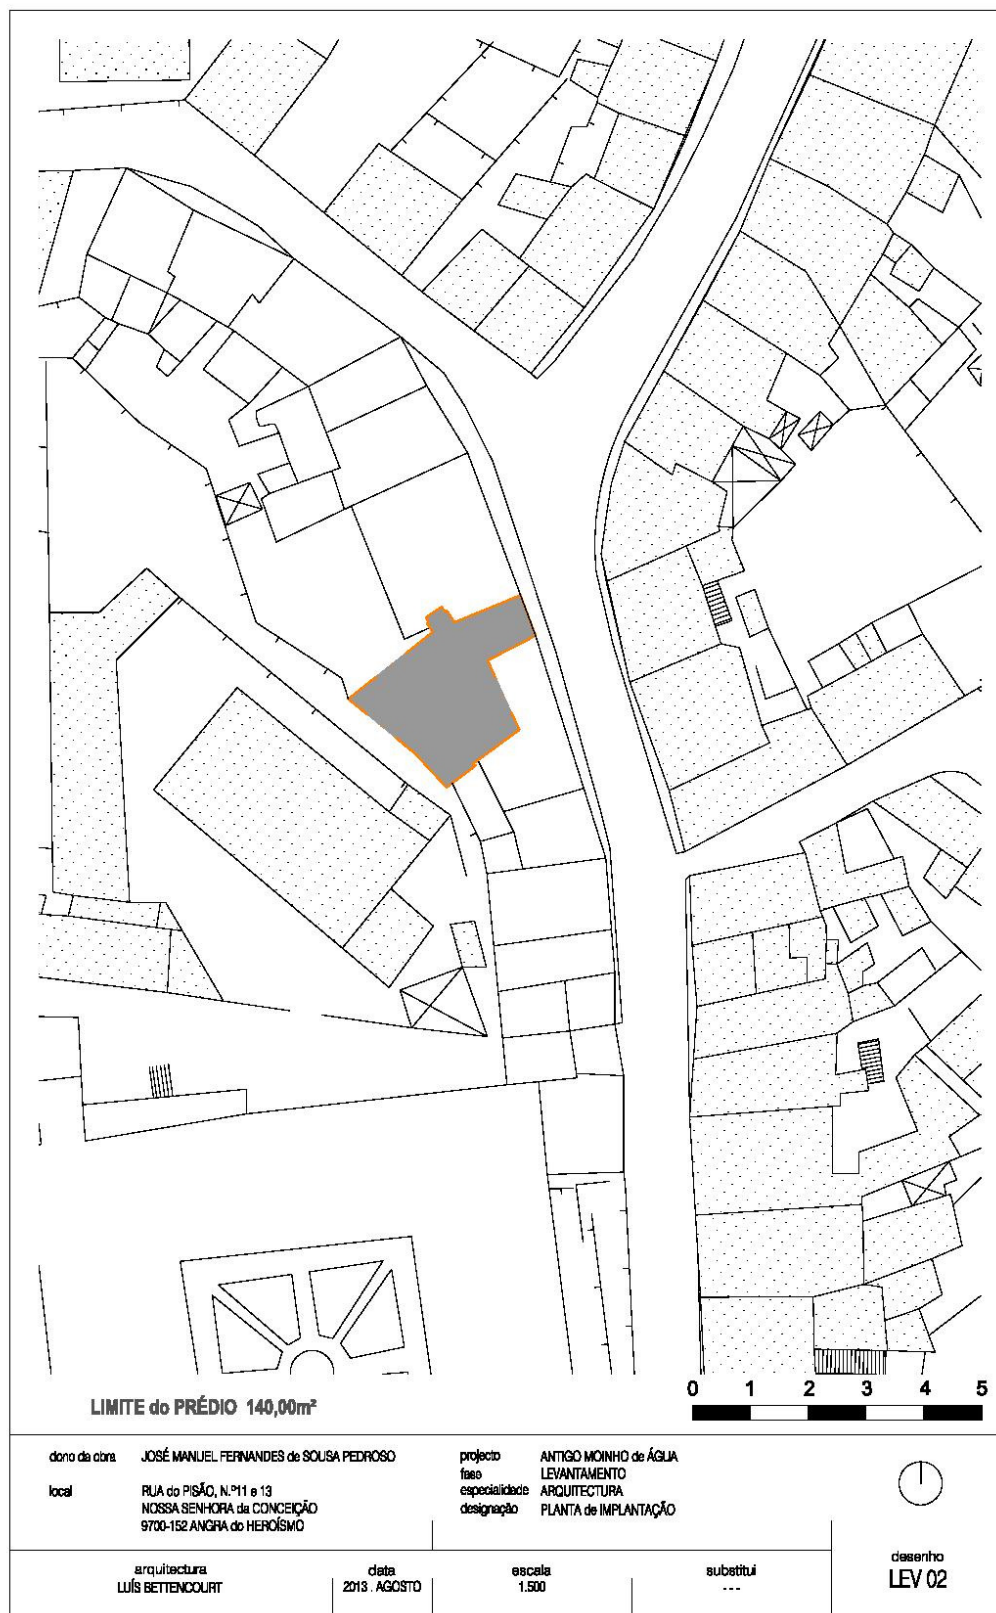 LIMITE do PRÉDIO 140,00m²
0 1 2 3 4 5
dono da obra JOSÉ MANUEL FERNANDES de SOUSA PEDROSO
local RUA do PISÃO, N.º11 e 13
NOSSA SENHORA da CONCEIÇÃO
9700-152 ANGRA do HEROÍSMO
projecto ANTIGO MOINHO de ÁGUA
fase LEVANTAMENTO
especialidade ARQUITECTURA
designação PLANTA de IMPLANTAÇÃO
arquitectura
LUÍS BETTENCOURT
data
2013 . AGOSTO
escala
1.500
substitui
- - -
desenho
LEV 02